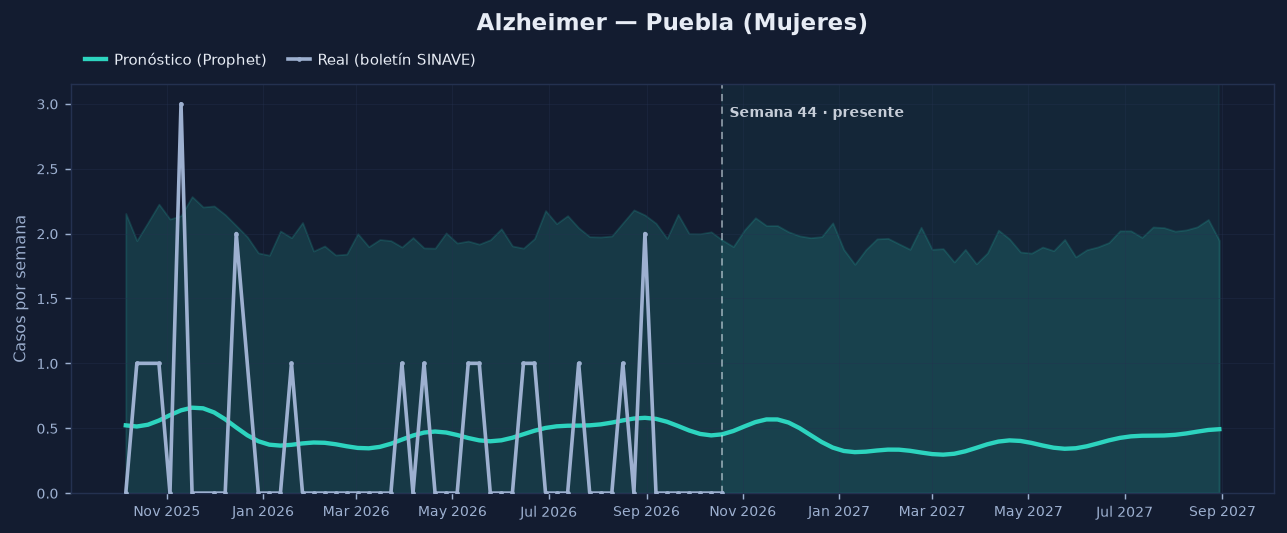 Alzheimer — Puebla (Mujeres)
Pronóstico (Prophet) Real (boletín SINAVE)
Semana 44 · presente
Casos por semana
3.0
2.5
2.0
1.5
1.0
0.5
0.0
Nov 2025 Jan 2026 Mar 2026 May 2026 Jul 2026 Sep 2026 Nov 2026 Jan 2027 Mar 2027 May 2027 Jul 2027 Sep 2027